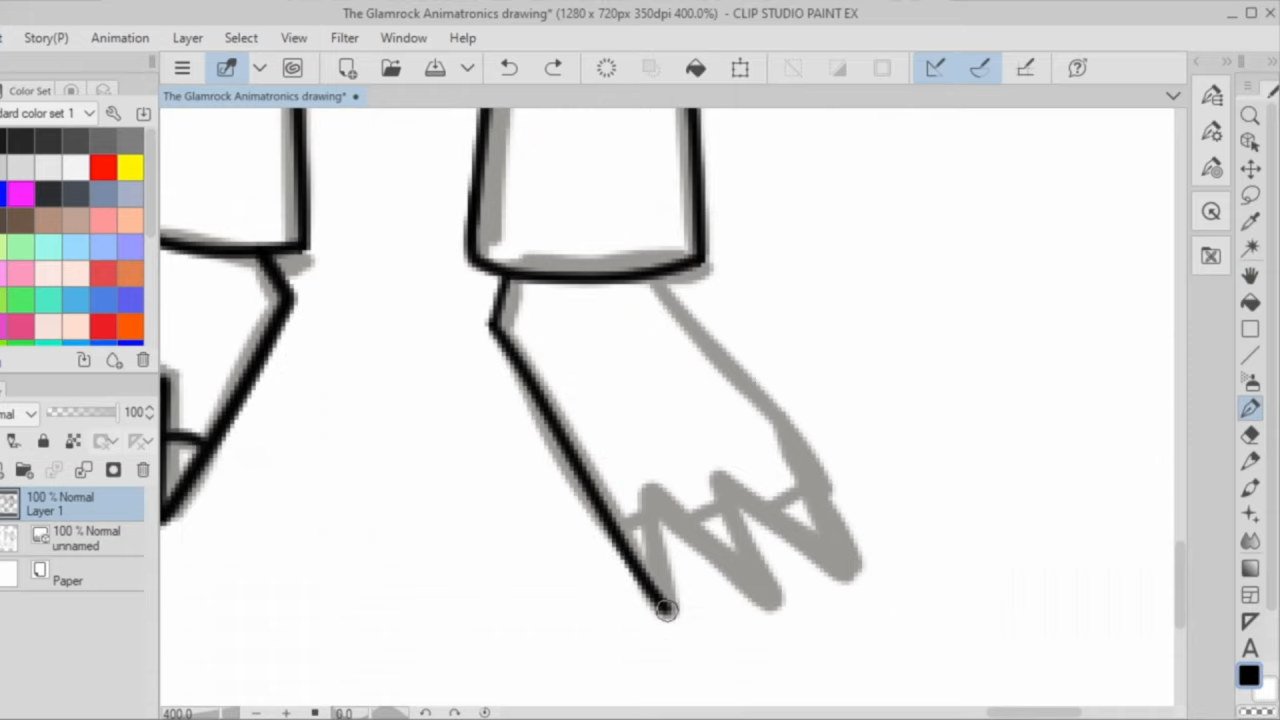 The Glamrock Animatronics drawing* (1280 x 720px 350dpi 400.0%) - CLIP STUDIO PAINT EX
Story(P) Animation Layer Select View Filter Window Help
Color Set
The Glamrock Animatronics drawing*
dard color set 1
mal 100
100 % Normal
Layer 1
100 % Normal
unnamed
Paper
400.0 0.0